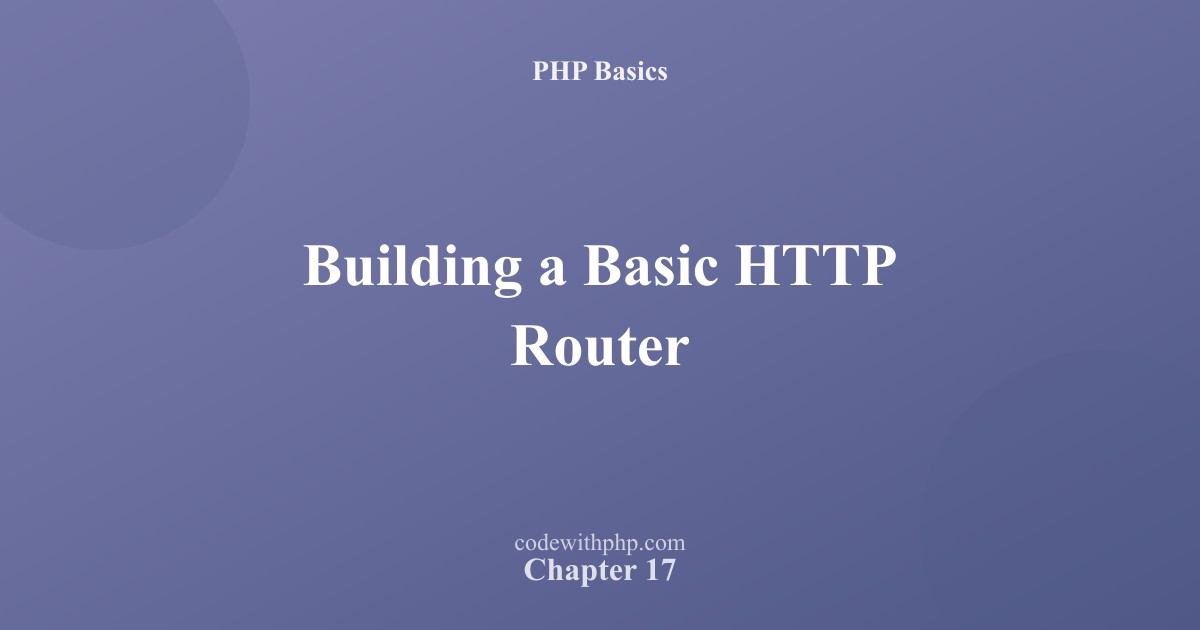 PHP Basics
Building a Basic HTTP
Router
codewithphp.com
Chapter 17